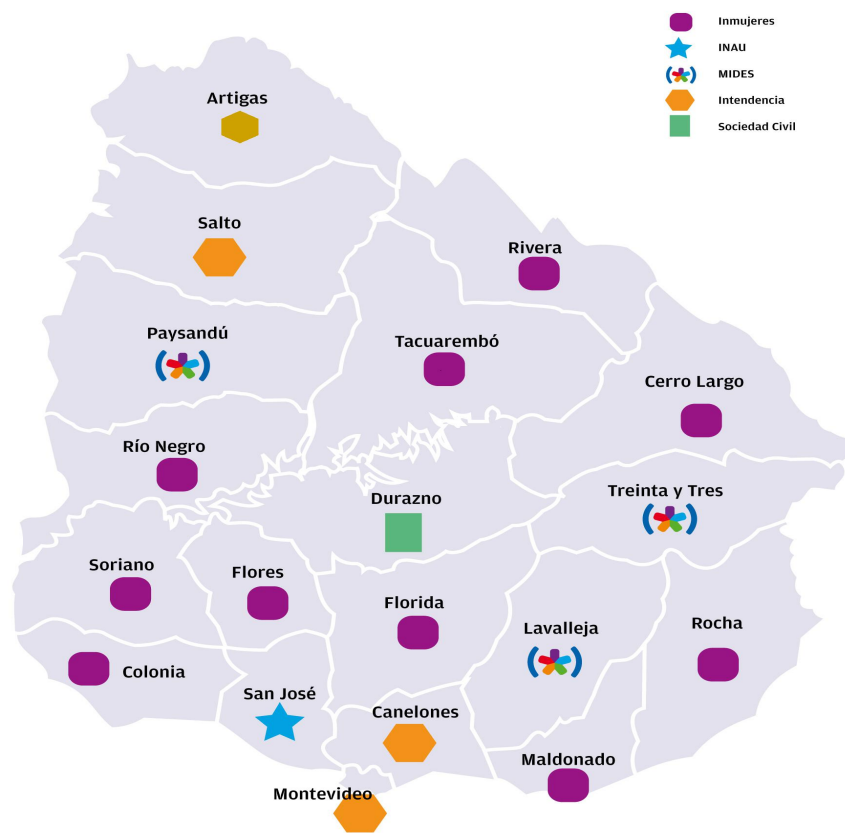 Inmujeres
INAU
MIDES
Intendencia
Sociedad Civil
Artigas
Salto
Rivera
Paysandú
Tacuarembó
Cerro Largo
Río Negro
Durazno
Treinta y Tres
Soriano
Flores
Florida
Lavalleja
Rocha
Colonia
San José
Canelones
Maldonado
Montevideo